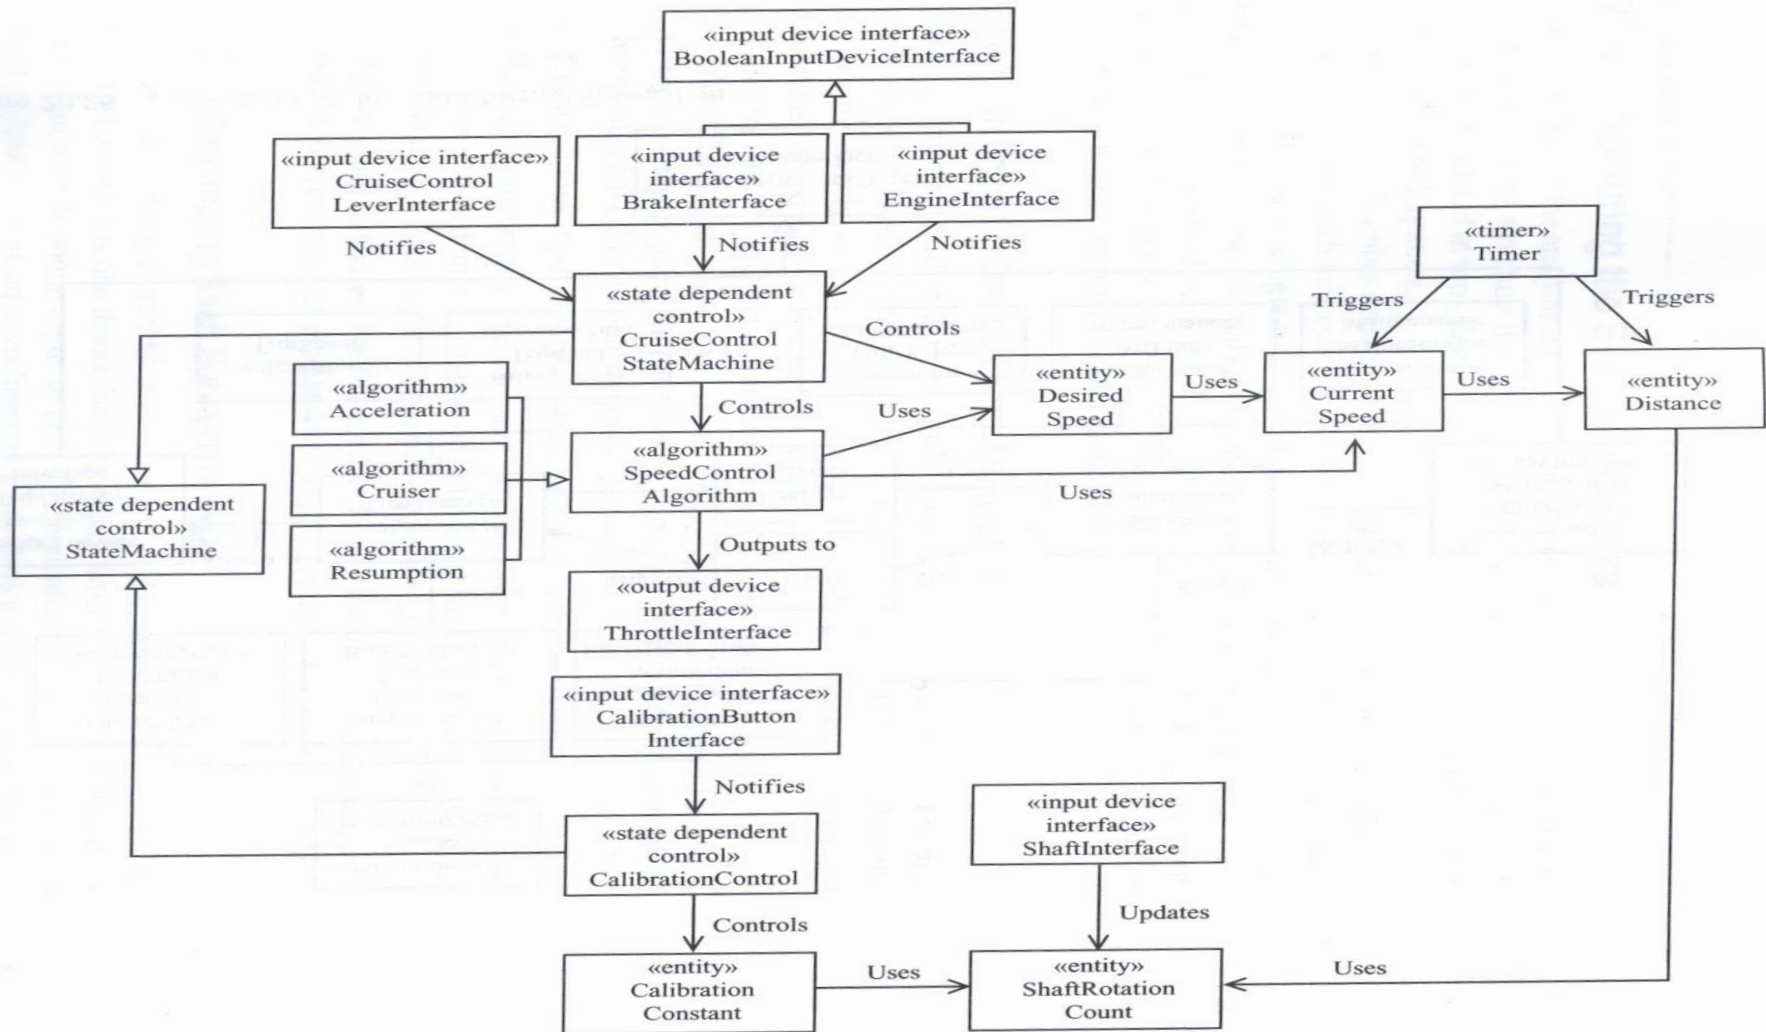 «input device interface»
BooleanInputDeviceInterface
«input device interface»
CruiseControl
LeverInterface
«input device
interface»
BrakeInterface
«input device
interface»
EngineInterface
Notifies
Notifies
Notifies
«timer»
Timer
Triggers
Triggers
«state dependent
control»
CruiseControl
StateMachine
Controls
«algorithm»
Acceleration
Controls
Uses
«entity»
Desired
Speed
Uses
«entity»
Current
Speed
Uses
«entity»
Distance
«algorithm»
Cruiser
«algorithm»
SpeedControl
Algorithm
Uses
«state dependent
control»
StateMachine
«algorithm»
Resumption
Outputs to
«output device
interface»
ThrottleInterface
«input device interface»
CalibrationButton
Interface
Notifies
«state dependent
control»
CalibrationControl
«input device
interface»
ShaftInterface
Controls
Updates
«entity»
Calibration
Constant
Uses
«entity»
ShaftRotation
Count
Uses